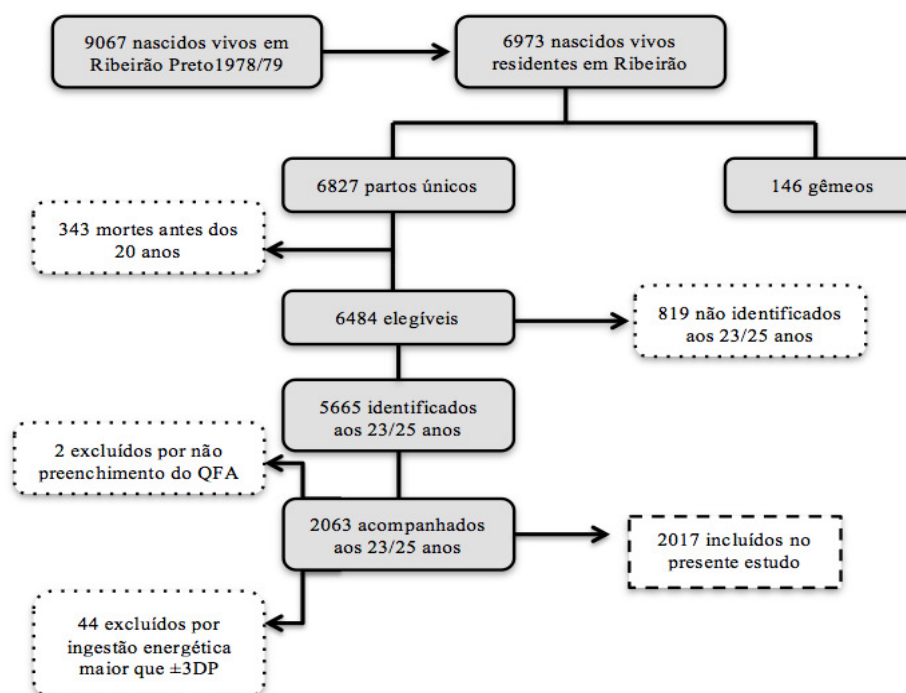 9067 nascidos vivos em
Ribeirão Preto1978/79
6973 nascidos vivos
residentes em Ribeirão
6827 partos únicos
146 gêmeos
343 mortes antes dos
20 anos
6484 elegíveis
819 não identificados
aos 23/25 anos
5665 identificados
aos 23/25 anos
2 excluídos por não
preenchimento do QFA
2063 acompanhados
aos 23/25 anos
2017 incluídos no
presente estudo
44 excluídos por
ingestão energética
maior que ±3DP